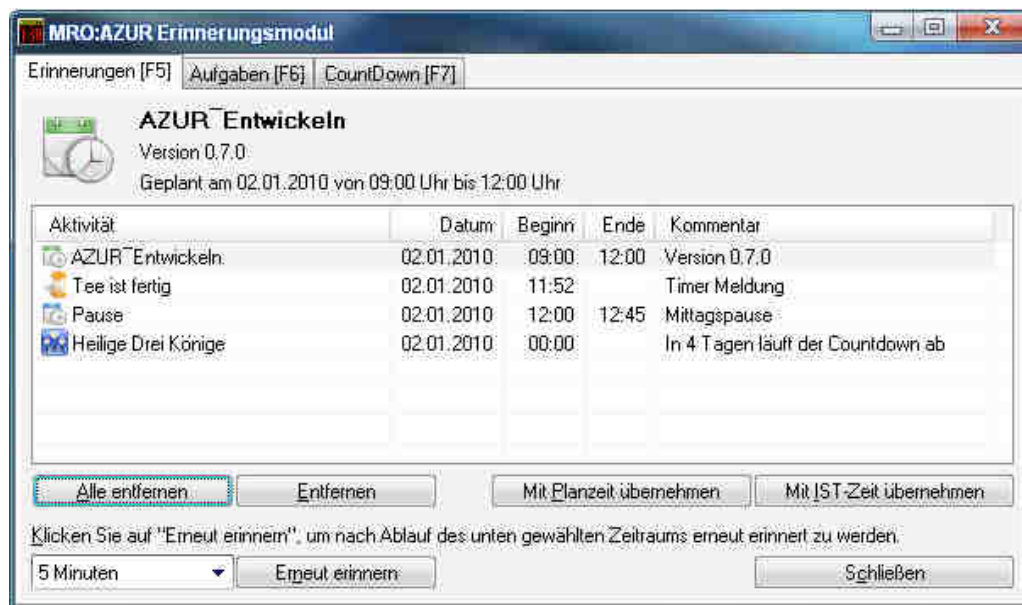 MRO:AZUR Erinnerungsmodul
Erinnerungen [F5] Aufgaben [F6] CountDown [F7]
AZUR¯Entwickeln
Version 0.7.0
Geplant am 02.01.2010 von 09:00 Uhr bis 12:00 Uhr
Aktivität Datum Beginn Ende Kommentar
AZUR¯Entwickeln 02.01.2010 09:00 12:00 Version 0.7.0
Tee ist fertig 02.01.2010 11:52 Timer Meldung
Pause 02.01.2010 12:00 12:45 Mittagspause
Heilige Drei Könige 02.01.2010 00:00 In 4 Tagen läuft der Countdown ab
Alle entfernen Entfernen Mit Planzeit übernehmen Mit IST-Zeit übernehmen
Klicken Sie auf "Erneut erinnern", um nach Ablauf des unten gewählten Zeitraums erneut erinnert zu werden.
5 Minuten Erneut erinnern Schließen